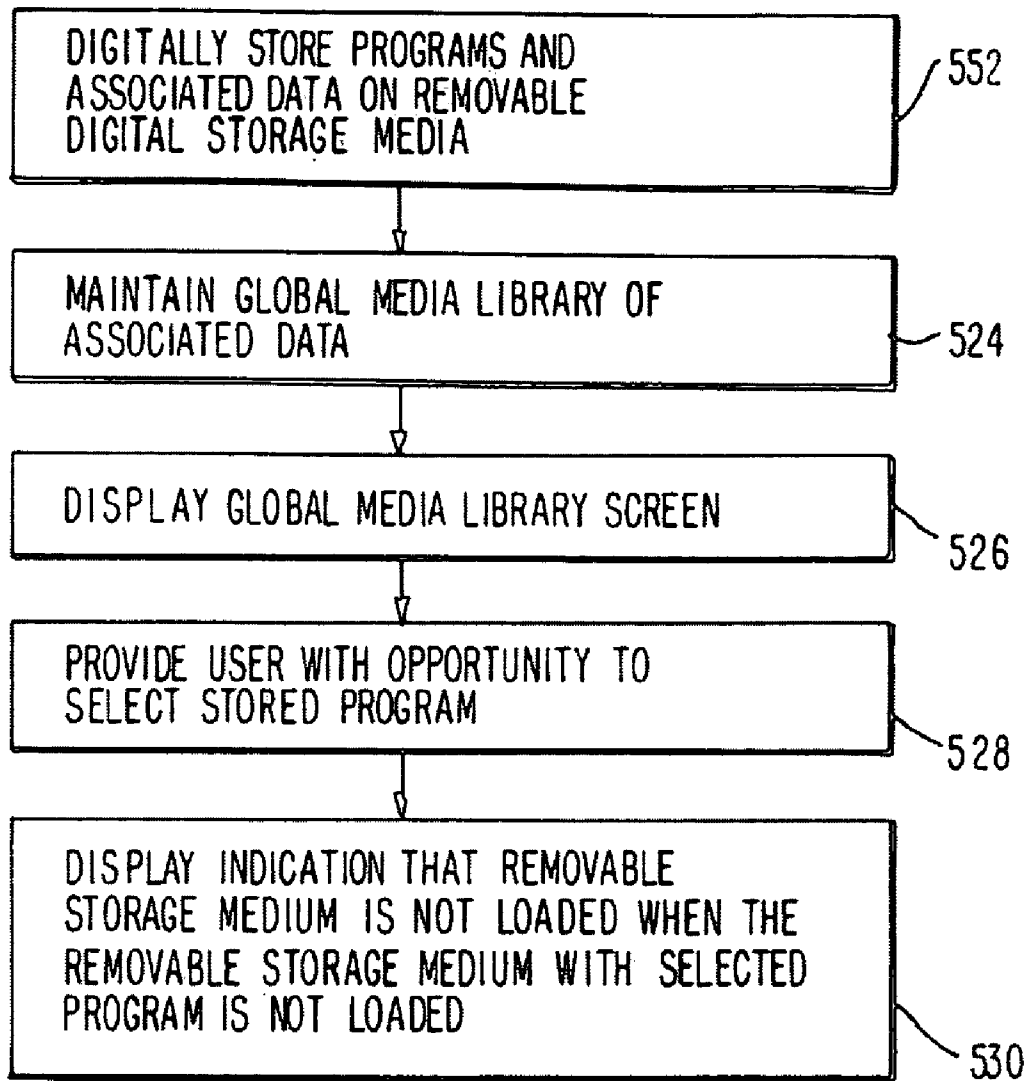 DIGITALLY STORE PROGRAMS AND
ASSOCIATED DATA ON REMOVABLE
DIGITAL STORAGE MEDIA
552
MAINTAIN GLOBAL MEDIA LIBRARY OF
ASSOCIATED DATA
524
DISPLAY GLOBAL MEDIA LIBRARY SCREEN
526
PROVIDE USER WITH OPPORTUNITY TO
SELECT STORED PROGRAM
528
DISPLAY INDICATION THAT REMOVABLE
STORAGE MEDIUM IS NOT LOADED WHEN THE
REMOVABLE STORAGE MEDIUM WITH SELECTED
PROGRAM IS NOT LOADED
530